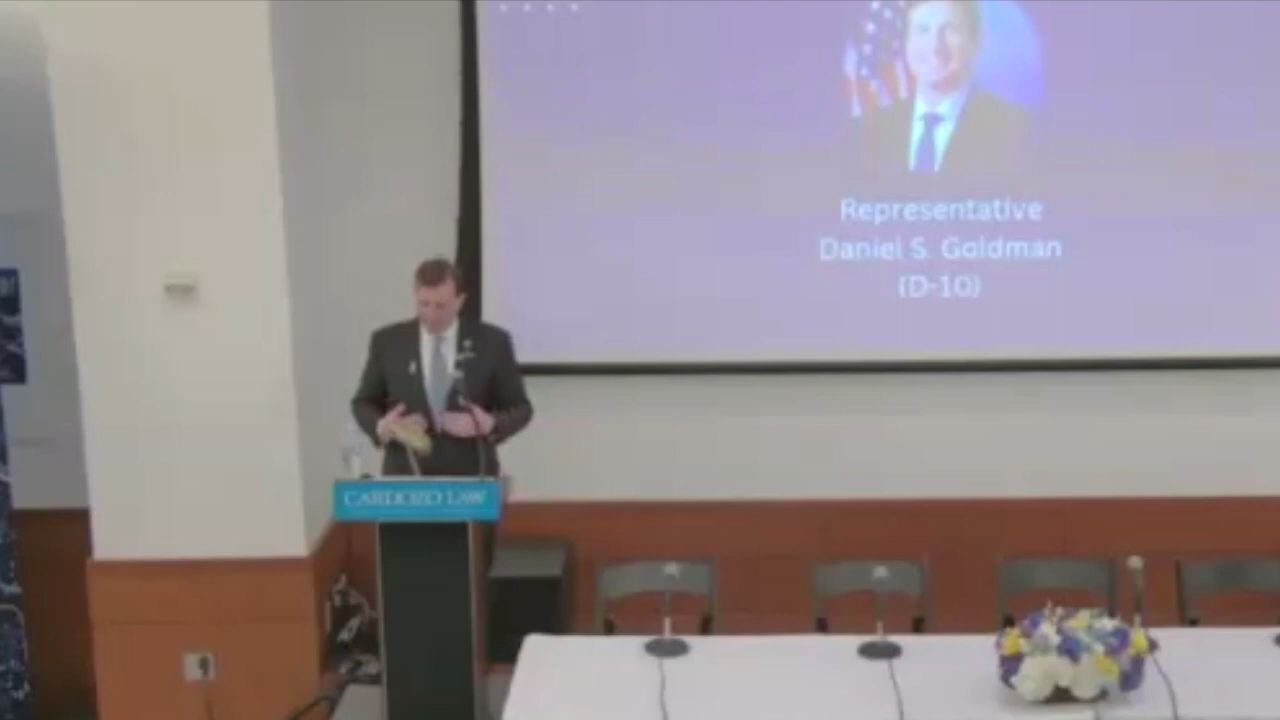 Representative
Daniel S. Goldman
(D-10)
CARDOZO LAW